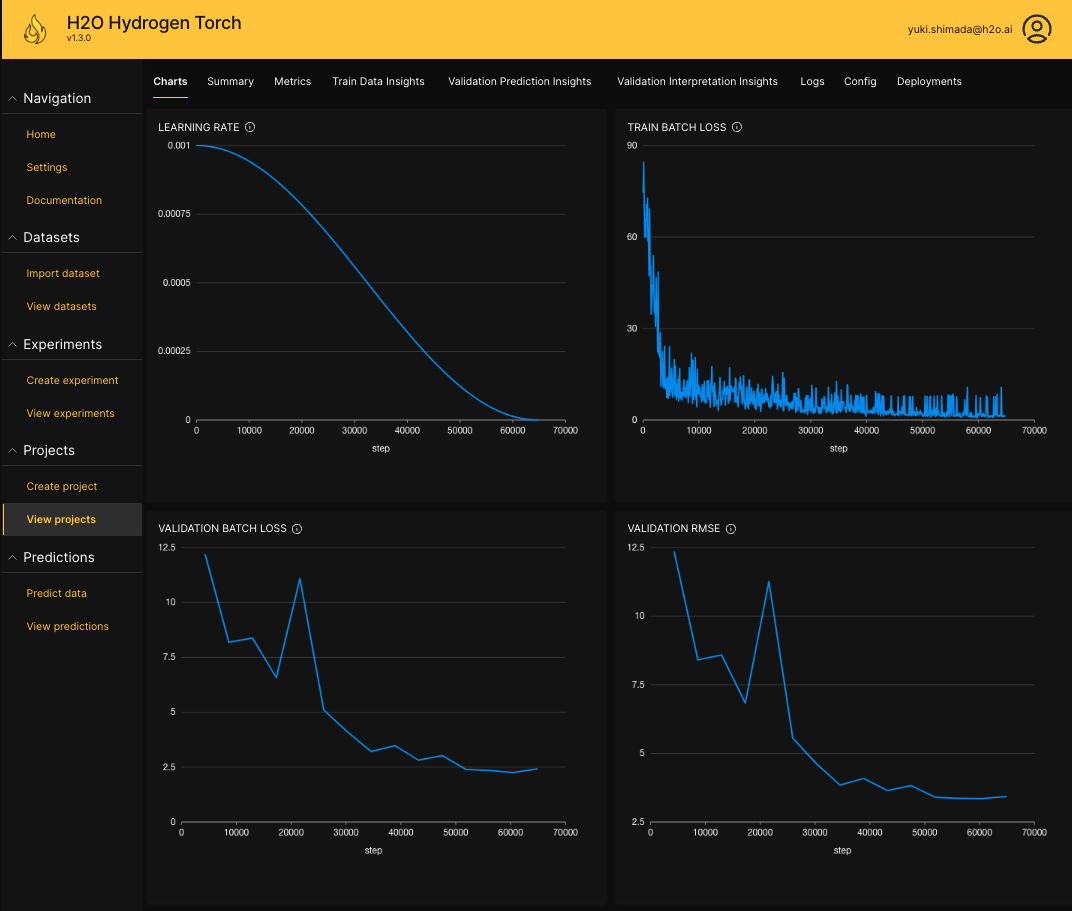 H2O Hydrogen Torch
v1.3.0
yuki.shimada@h2o.ai
Navigation
Home
Settings
Documentation
Datasets
Import dataset
View datasets
Experiments
Create experiment
View experiments
Projects
Create project
View projects
Predictions
Predict data
View predictions
Charts Summary Metrics Train Data Insights Validation Prediction Insights Validation Interpretation Insights Logs Config Deployments
LEARNING RATE
0.001
0.00075
0.0005
0.00025
0
0 10000 20000 30000 40000 50000 60000 70000
step
TRAIN BATCH LOSS
90
60
30
0
0 10000 20000 30000 40000 50000 60000 70000
step
VALIDATION BATCH LOSS
12.5
10
7.5
5
2.5
0
0 10000 20000 30000 40000 50000 60000 70000
step
VALIDATION RMSE
12.5
10
7.5
5
2.5
0 10000 20000 30000 40000 50000 60000 70000
step